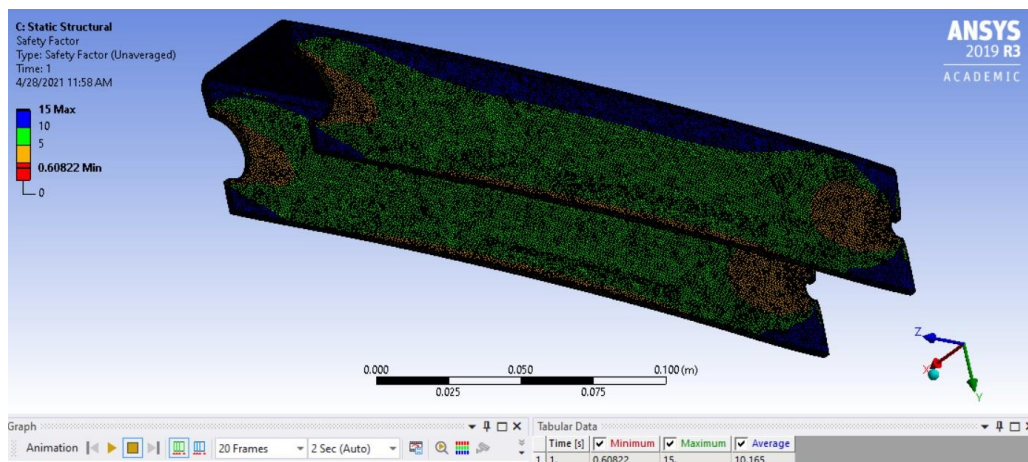 C: Static Structural
Safety Factor
Type: Safety Factor (Unaveraged)
Time: 1
4/28/2021 11:58 AM
15 Max
10
5
0.60822 Min
0
ANSYS
2019 R3
ACADEMIC
Z
X
Y
0.000 0.050 0.100 (m)
0.025 0.075
Graph
Animation 20 Frames 2 Sec (Auto)
Tabular Data
Time [s] Minimum Maximum Average
1 1. 0.60822 15. 10.165